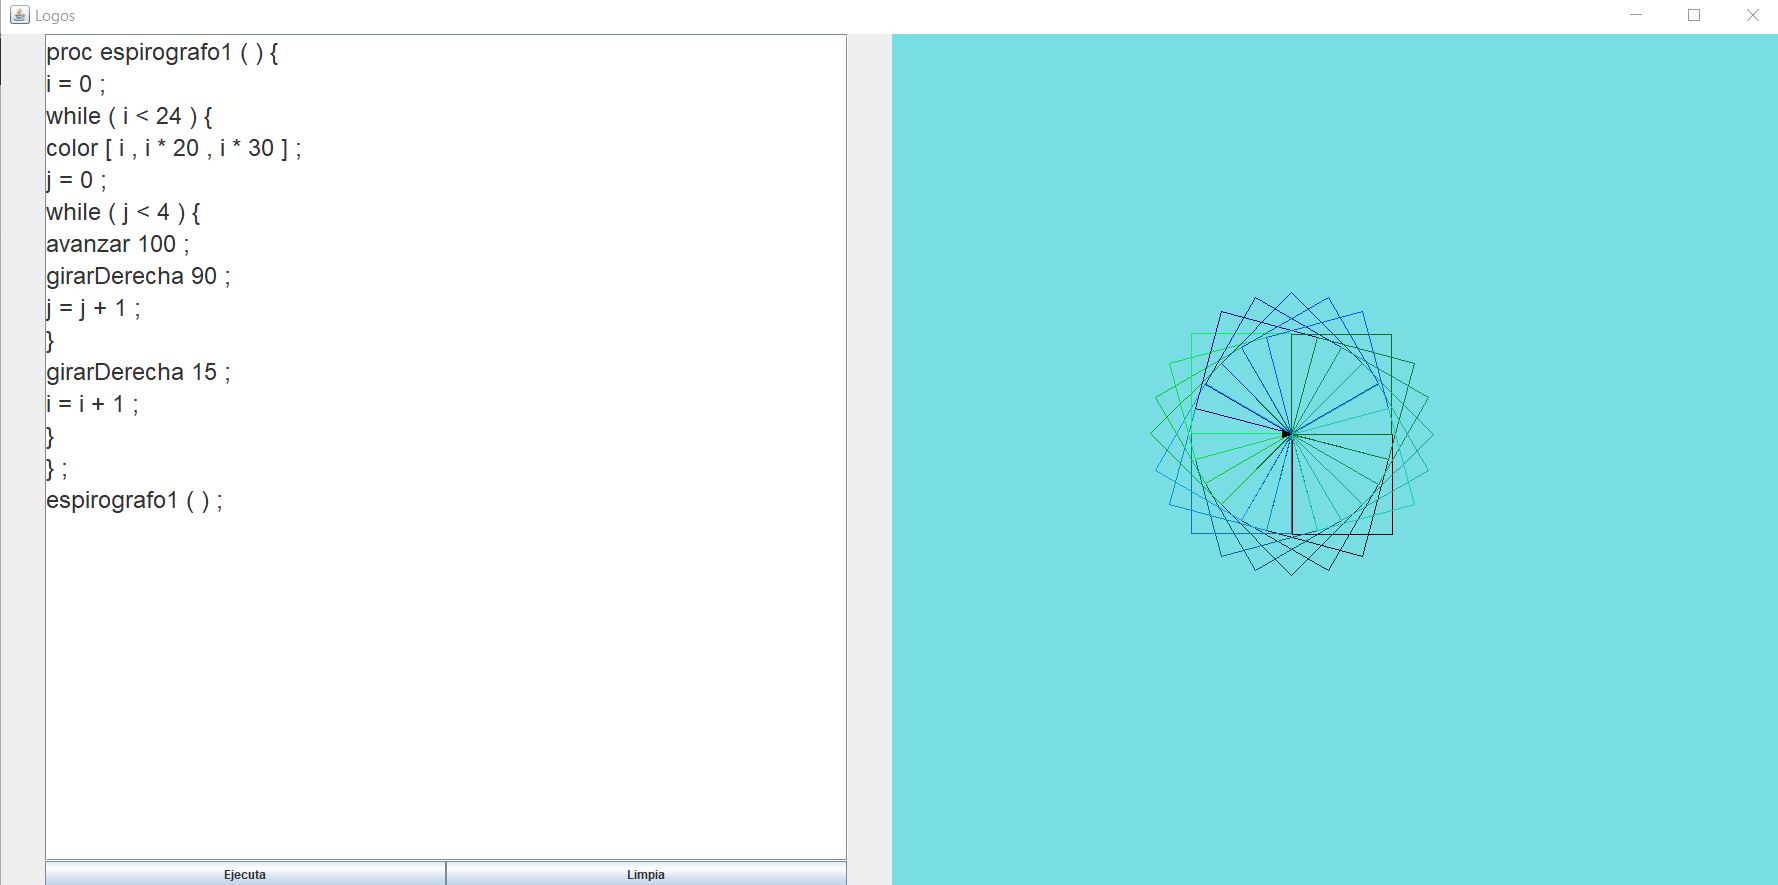 Logos
proc espirografo1 ( ) {
i = 0 ;
while ( i < 24 ) {
color [ i , i * 20 , i * 30 ] ;
j = 0 ;
while ( j < 4 ) {
avanzar 100 ;
girarDerecha 90 ;
j = j + 1 ;
}
girarDerecha 15 ;
i = i + 1 ;
}
} ;
espirografo1 ( ) ;
Ejecuta
Limpia